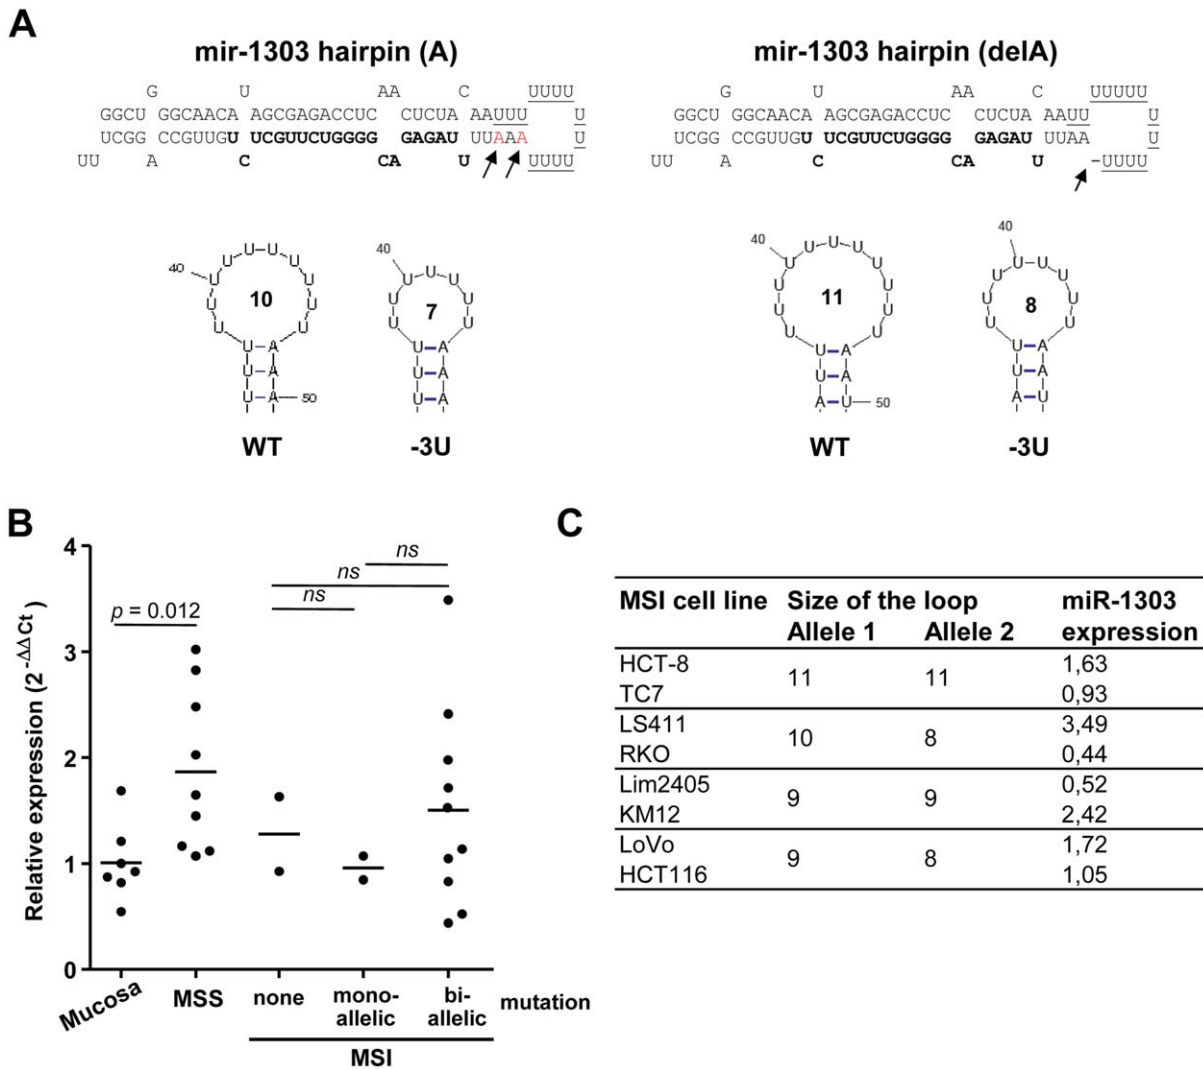 A
mir-1303 hairpin (A)
mir-1303 hairpin (delA)
G U AA C UUUU
GGCU GGCAACA AGCGAGACCUC CUCUA AAUUU U
UCGG CCGUUGU UCGUUCUGGGG GAGAU UUAAA U
UU A C CA U UUUU
G U AA C UUUUU
GGCU GGCAACA AGCGAGACCUC CUCUA AAUU U
UCGG CCGUUGU UCGUUCUGGGG GAGAU UUAA U
UU A C CA U -UUUU
40
10
50
WT
40
7
-3U
40
11
50
WT
40
8
-3U
B
Relative expression (2^-ΔΔCt)
4
3
2
1
0
p = 0.012
ns
ns
ns
Mucosa
MSS
none
mono-
allelic
bi-
allelic
mutation
MSI
C
MSI cell line Size of the loop miR-1303
Allele 1 Allele 2 expression
HCT-8 11 11 1,63
TC7 0,93
LS411 10 8 3,49
RKO 0,44
Lim2405 9 9 0,52
KM12 2,42
LoVo 9 8 1,72
HCT116 1,05